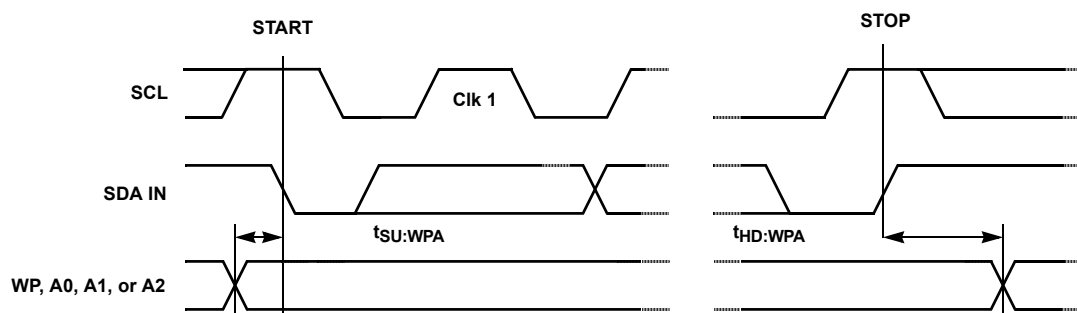 START
STOP
SCL
Clk 1
SDA IN
tSU:WPA
tHD:WPA
WP, A0, A1, or A2